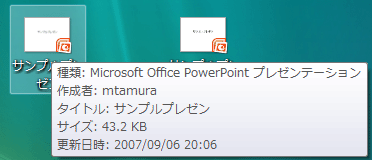 サンプルプレ
ゼ
種類: Microsoft Office PowerPoint プレゼンテーション
作成者: mtamura
タイトル: サンプルプレゼン
サイズ: 43.2 KB
更新日時: 2007/09/06 20:06